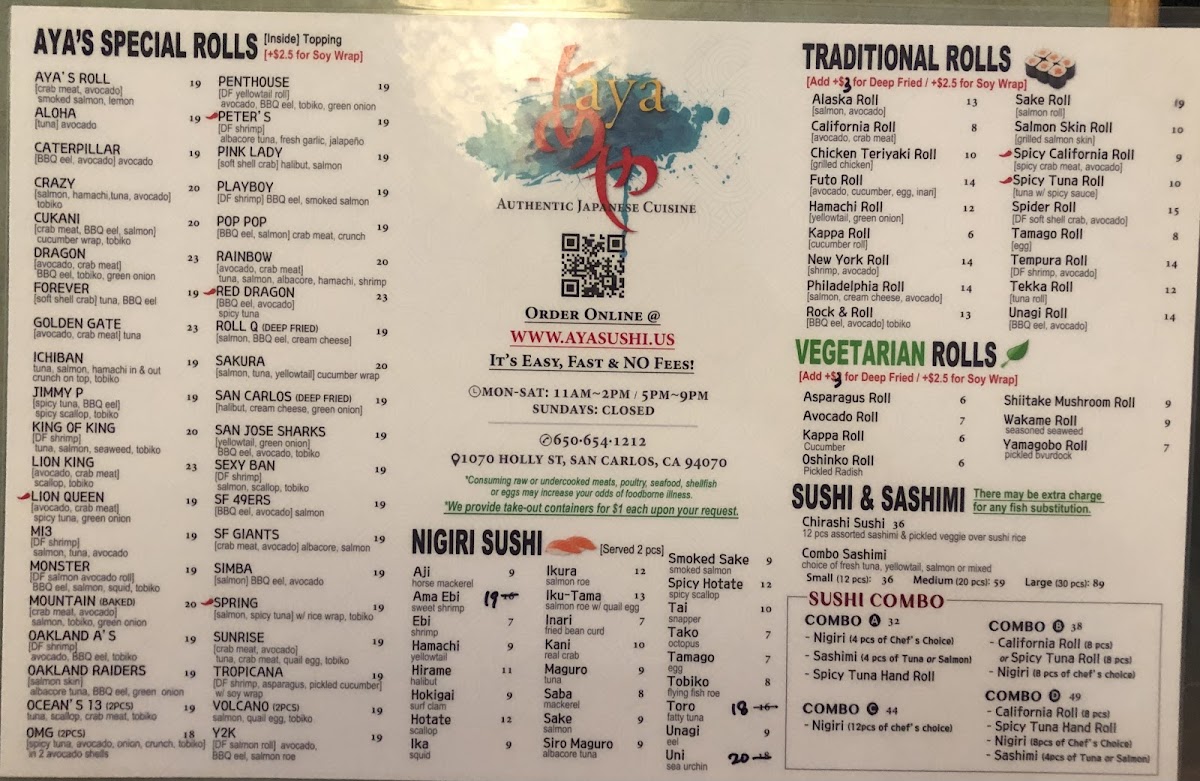 AYA'S SPECIAL ROLLS [Inside] Topping
[+$2.5 for Soy Wrap]
AYA'S ROLL 19
[crab meat, avocado]
smoked salmon, lemon
ALOHA 19
[tuna] avocado
CATERPILLAR 19
[BBQ eel, avocado] avocado
CRAZY 20
[salmon, hamachi,tuna, avocado]
tobiko
CUKANI 20
[crab meat, BBQ eel, salmon]
cucumber wrap, tobiko
DRAGON 23
[avocado, crab meat]
BBQ eel, tobiko, green onion
FOREVER 19
[soft shell crab] tuna, BBQ eel
GOLDEN GATE 23
[avocado, crab meat] tuna
ICHIBAN 19
tuna, salmon, hamachi in & out
crunch on top, tobiko
JIMMY P 19
[spicy tuna, BBQ eel]
spicy scallop, tobiko
KING OF KING 20
[DF shrimp]
tuna, salmon, seaweed, tobiko
LION KING 23
[avocado, crab meat]
scallop, tobiko
LION QUEEN 19
[avocado, crab meat]
spicy tuna, green onion
MI3 19
[DF shrimp]
salmon, tuna, avocado
MONSTER 19
[DF salmon avocado roll]
BBQ eel, salmon, squid, tobiko
MOUNTAIN (BAKED) 20
[crab meat, avocado]
salmon, tobiko, green onion
OAKLAND A'S 19
[DF shrimp]
avocado, BBQ eel, tobiko
OAKLAND RAIDERS 19
[salmon skin]
albacore tuna, BBQ eel, green onion
OCEAN'S 13 (2PCS) 19
tuna, scallop, crab meat, tobiko
OMG (2PCS) 18
[spicy tuna, avocado, onion, crunch, tobiko]
in 2 avocado shells
PENTHOUSE 19
[DF yellowtail roll]
avocado, BBQ eel, tobiko, green onion
PETER'S 19
[DF shrimp]
albacore tuna, fresh garlic, jalapeño
PINK LADY 19
[soft shell crab] halibut, salmon
PLAYBOY 19
[DF shrimp] BBQ eel, smoked salmon
POP POP 19
[BBQ eel, salmon] crab meat, crunch
RAINBOW 20
[avocado, crab meat]
tuna, salmon, albacore, hamachi, shrimp
RED DRAGON 23
[BBQ eel, avocado]
spicy tuna
ROLL Q (DEEP FRIED) 19
[salmon, BBQ eel, cream cheese]
SAKURA 20
[salmon, tuna, yellowtail] cucumber wrap
SAN CARLOS (DEEP FRIED) 19
[halibut, cream cheese, green onion]
SAN JOSE SHARKS 19
[yellowtail, green onion]
BBQ eel, avocado, tobiko
SEXY BAN 19
[DF shrimp]
salmon, scallop, tobiko
SF 49ERS 19
[BBQ eel, avocado] salmon
SF GIANTS 19
[crab meat, avocado] albacore, salmon
SIMBA 19
[salmon] BBQ eel, avocado
SPRING 19
[salmon, spicy tuna] w/ rice wrap, tobiko
SUNRISE 19
[crab meat, avocado]
tuna, crab meat, quail egg, tobiko
TROPICANA 19
[DF shrimp, asparagus, pickled cucumber]
w/ soy wrap
VOLCANO (2PCS) 19
salmon, quail egg, tobiko
Y2K 19
[DF salmon roll] avocado,
BBQ eel, salmon roe
aya
あや
AUTHENTIC JAPANESE CUISINE
ORDER ONLINE @
WWW.AYASUSHI.US
IT'S EASY, FAST & NO FEES!
MON-SAT: 11AM~2PM / 5PM~9PM
SUNDAYS: CLOSED
650·654·1212
1070 HOLLY ST, SAN CARLOS, CA 94070
*Consuming raw or undercooked meats, poultry, seafood, shellfish
or eggs may increase your odds of foodborne illness.
*We provide take-out containers for $1 each upon your request.
NIGIRI SUSHI [Served 2 pcs]
Aji 9
horse mackerel
Ama Ebi 19 16
sweet shrimp
Ebi 7
shrimp
Hamachi 9
yellowtail
Hirame 11
halibut
Hokigai 9
surf clam
Hotate 12
scallop
Ika 9
squid
Ikura 12
salmon roe
Iku-Tama 13
salmon roe w/ quail egg
Inari 7
fried bean curd
Kani 10
real crab
Maguro 9
tuna
Saba 8
mackerel
Sake 9
salmon
Siro Maguro 9
albacore tuna
Smoked Sake 9
smoked salmon
Spicy Hotate 12
spicy scallop
Tai 10
snapper
Tako 7
octopus
Tamago 7
egg
Tobiko 8
flying fish roe
Toro 18 16
fatty tuna
Unagi 9
eel
Uni 20 18
sea urchin
TRADITIONAL ROLLS
[Add +$3 for Deep Fried / +$2.5 for Soy Wrap]
Alaska Roll 13
[salmon, avocado]
California Roll 8
[avocado, crab meat]
Chicken Teriyaki Roll 10
[grilled chicken]
Futo Roll 14
[avocado, cucumber, egg, inari]
Hamachi Roll 12
[yellowtail, green onion]
Kappa Roll 6
[cucumber roll]
New York Roll 14
[shrimp, avocado]
Philadelphia Roll 14
[salmon, cream cheese, avocado]
Rock & Roll 13
[BBQ eel, avocado] tobiko
Sake Roll 19
[salmon roll]
Salmon Skin Roll 10
[grilled salmon skin]
Spicy California Roll 9
[spicy crab meat, avocado]
Spicy Tuna Roll 10
[tuna w/ spicy sauce]
Spider Roll 15
[DF soft shell crab, avocado]
Tamago Roll 8
[egg]
Tempura Roll 14
[DF shrimp, avocado]
Tekka Roll 12
[tuna roll]
Unagi Roll 14
[BBQ eel, avocado]
VEGETARIAN ROLLS
[Add +$3 for Deep Fried / +$2.5 for Soy Wrap]
Asparagus Roll 6
Avocado Roll 7
Kappa Roll 6
Cucumber
Oshinko Roll 6
Pickled Radish
Shiitake Mushroom Roll 9
Wakame Roll 9
seasoned seaweed
Yamagobo Roll 7
pickled bvurdock
SUSHI & SASHIMI There may be extra charge
for any fish substitution.
Chirashi Sushi 36
12 pcs assorted sashimi & pickled veggie over sushi rice
Combo Sashimi
choice of fresh tuna, yellowtail, salmon or mixed
Small (12 pcs): 36 Medium (20 pcs): 59 Large (30 pcs): 89
SUSHI COMBO
COMBO A 32
- Nigiri (4 pcs of Chef's Choice)
- Sashimi (4 pcs of Tuna or Salmon)
- Spicy Tuna Hand Roll
COMBO C 44
- Nigiri (12pcs of chef's choice)
COMBO B 38
- California Roll (8 pcs)
or Spicy Tuna Roll (8 pcs)
- Nigiri (8 pcs of chef's choice)
COMBO D 49
- California Roll (8 pcs)
- Spicy Tuna Hand Roll
- Nigiri (8pcs of Chef's Choice)
- Sashimi (4pcs of Tuna or Salmon)